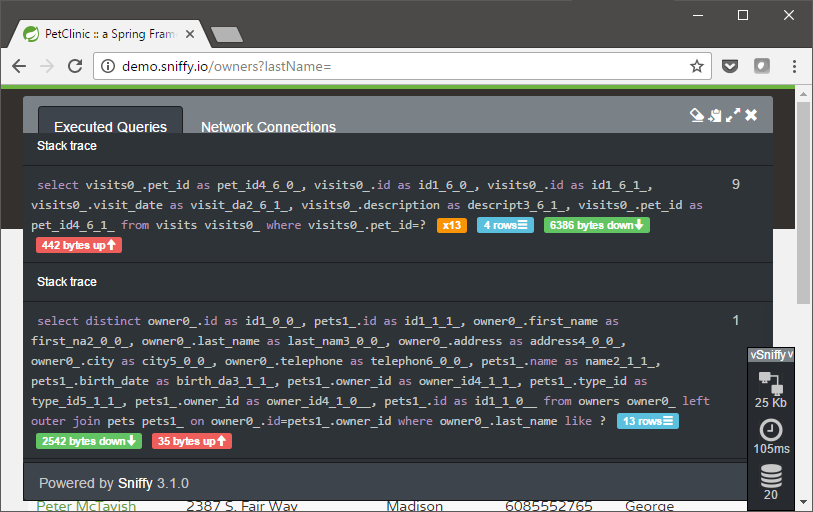 PetClinic :: a Spring Fram
demo.sniffy.io/owners?lastName=
Executed Queries
Network Connections
Stack trace
select visits0_.pet_id as pet_id4_6_0_, visits0_.id as id1_6_0_, visits0_.id as id1_6_1_,
9
visits0_.visit_date as visit_da2_6_1_, visits0_.description as descript3_6_1_, visits0_.pet_id as
pet_id4_6_1_ from visits visits0_ where visits0_.pet_id=? x13 4 rows 6386 bytes down
442 bytes up
Stack trace
select distinct owner0_.id as id1_0_0_, pets1_.id as id1_1_1_, owner0_.first_name as
1
first_na2_0_0_, owner0_.last_name as last_nam3_0_0_, owner0_.address as address4_0_0_,
owner0_.city as city5_0_0_, owner0_.telephone as telephon6_0_0_, pets1_.name as name2_1_1_,
pets1_.birth_date as birth_da3_1_1_, pets1_.owner_id as owner_id4_1_1_, pets1_.type_id as
type_id5_1_1_, pets1_.owner_id as owner_id4_1_0__, pets1_.id as id1_1_0__ from owners owner0_ left
outer join pets pets1_ on owner0_.id=pets1_.owner_id where owner0_.last_name like ? 13 rows
2542 bytes down 35 bytes up
vSniffy v
25 Kb
105ms
20
Powered by Sniffy 3.1.0
Peter McTavish 2387 S. Fair Way Madison 6085552765 George